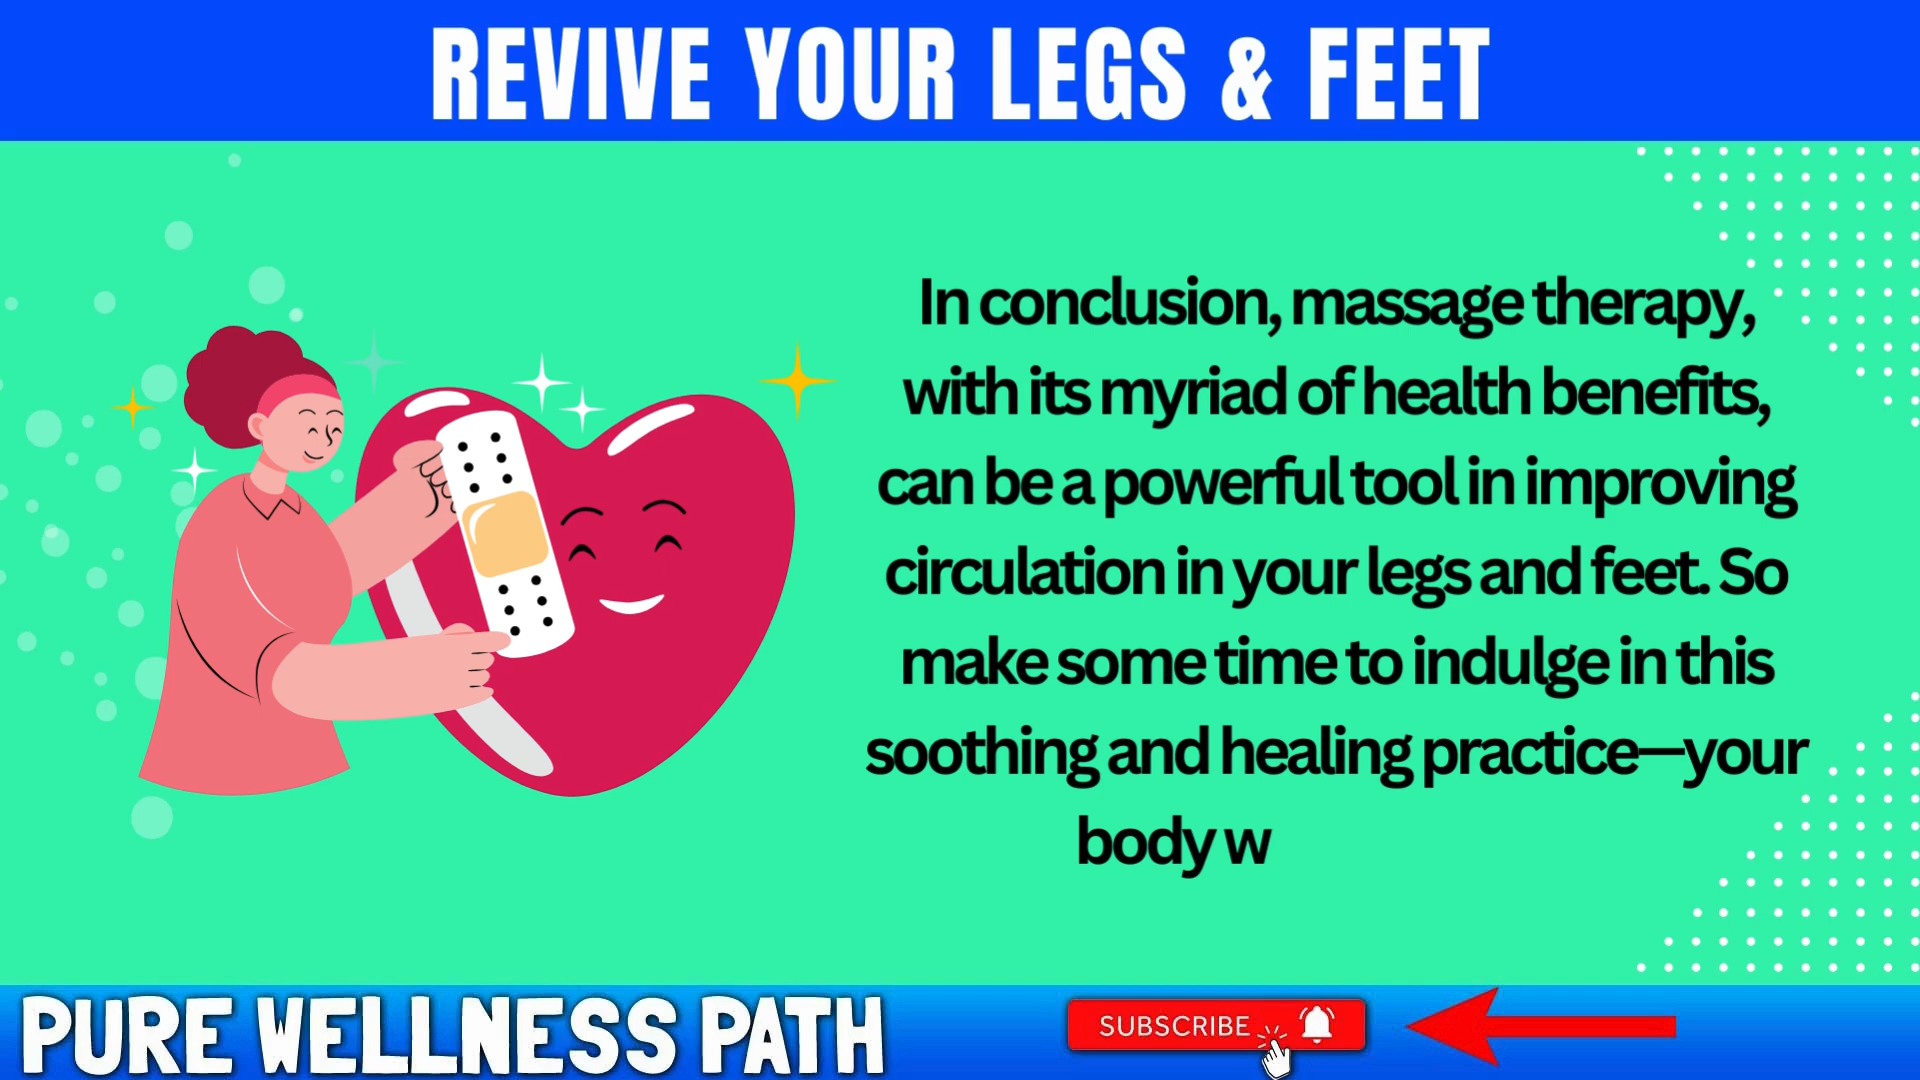 REVIVE YOUR LEGS & FEET
In conclusion, massage therapy,
with its myriad of health benefits,
can be a powerful tool in improving
circulation in your legs and feet. So
make some time to indulge in this
soothing and healing practice—your
body w
PURE WELLNESS PATH
SUBSCRIBE